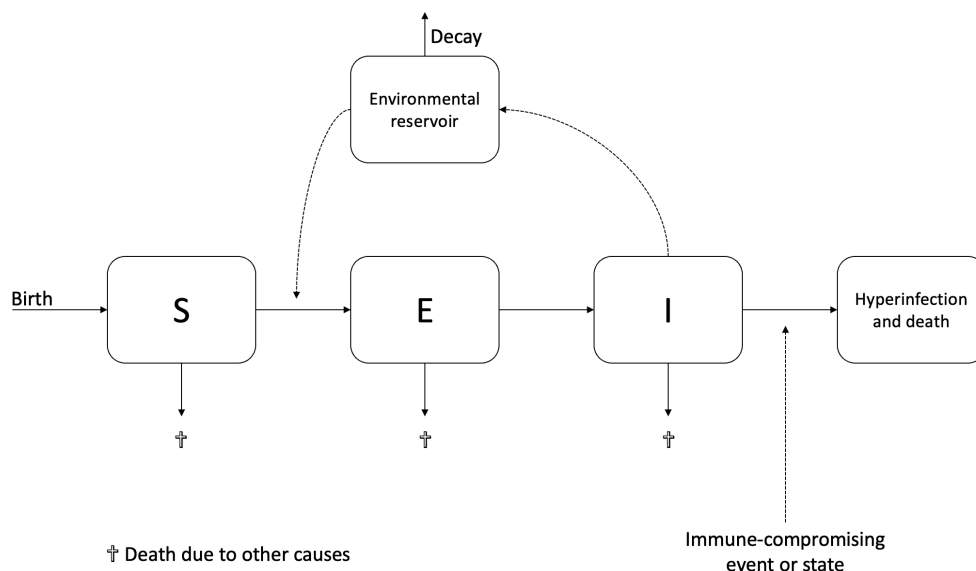 Decay
Environmental
reservoir
Birth
S
E
I
Hyperinfection
and death
✝
✝
✝
✝ Death due to other causes
Immune-compromising
event or state